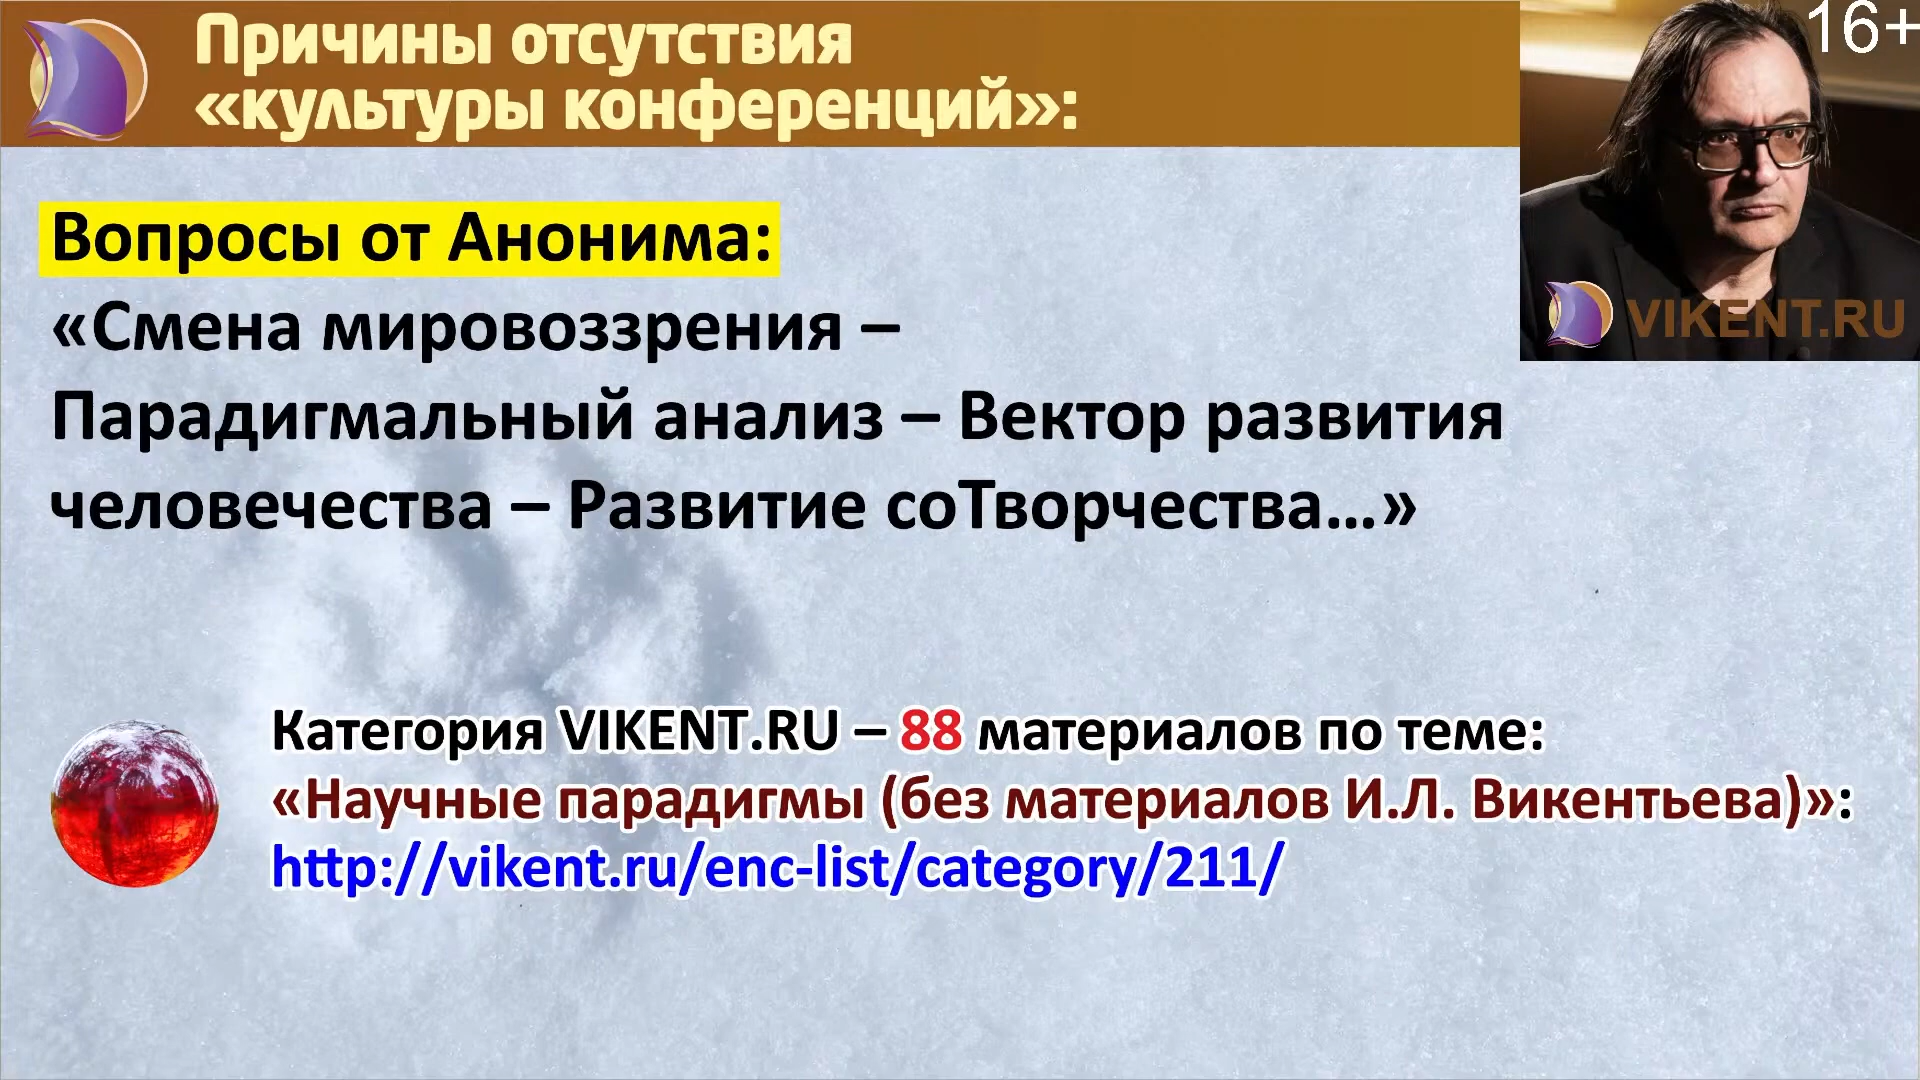 Причины отсутствия
«культуры конференций»:
16+
VIKENT.RU
Вопросы от Анонима:
«Смена мировоззрения –
Парадигмальный анализ – Вектор развития
человечества – Развитие соТворчества...»
Категория VIKENT.RU – 88 материалов по теме:
«Научные парадигмы (без материалов И.Л. Викентьева)»:
http://vikent.ru/enc-list/category/211/